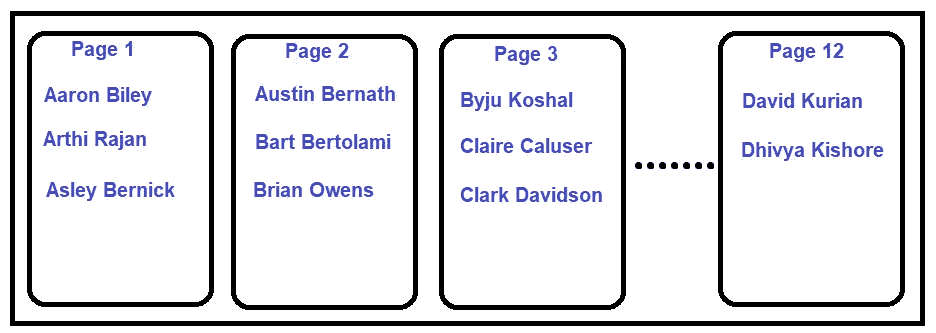 Page 1
Aaron Biley
Arthi Rajan
Asley Bernick
Page 2
Austin Bernath
Bart Bertolami
Brian Owens
Page 3
Byju Koshal
Claire Caluser
Clark Davidson
Page 12
David Kurian
Dhivya Kishore